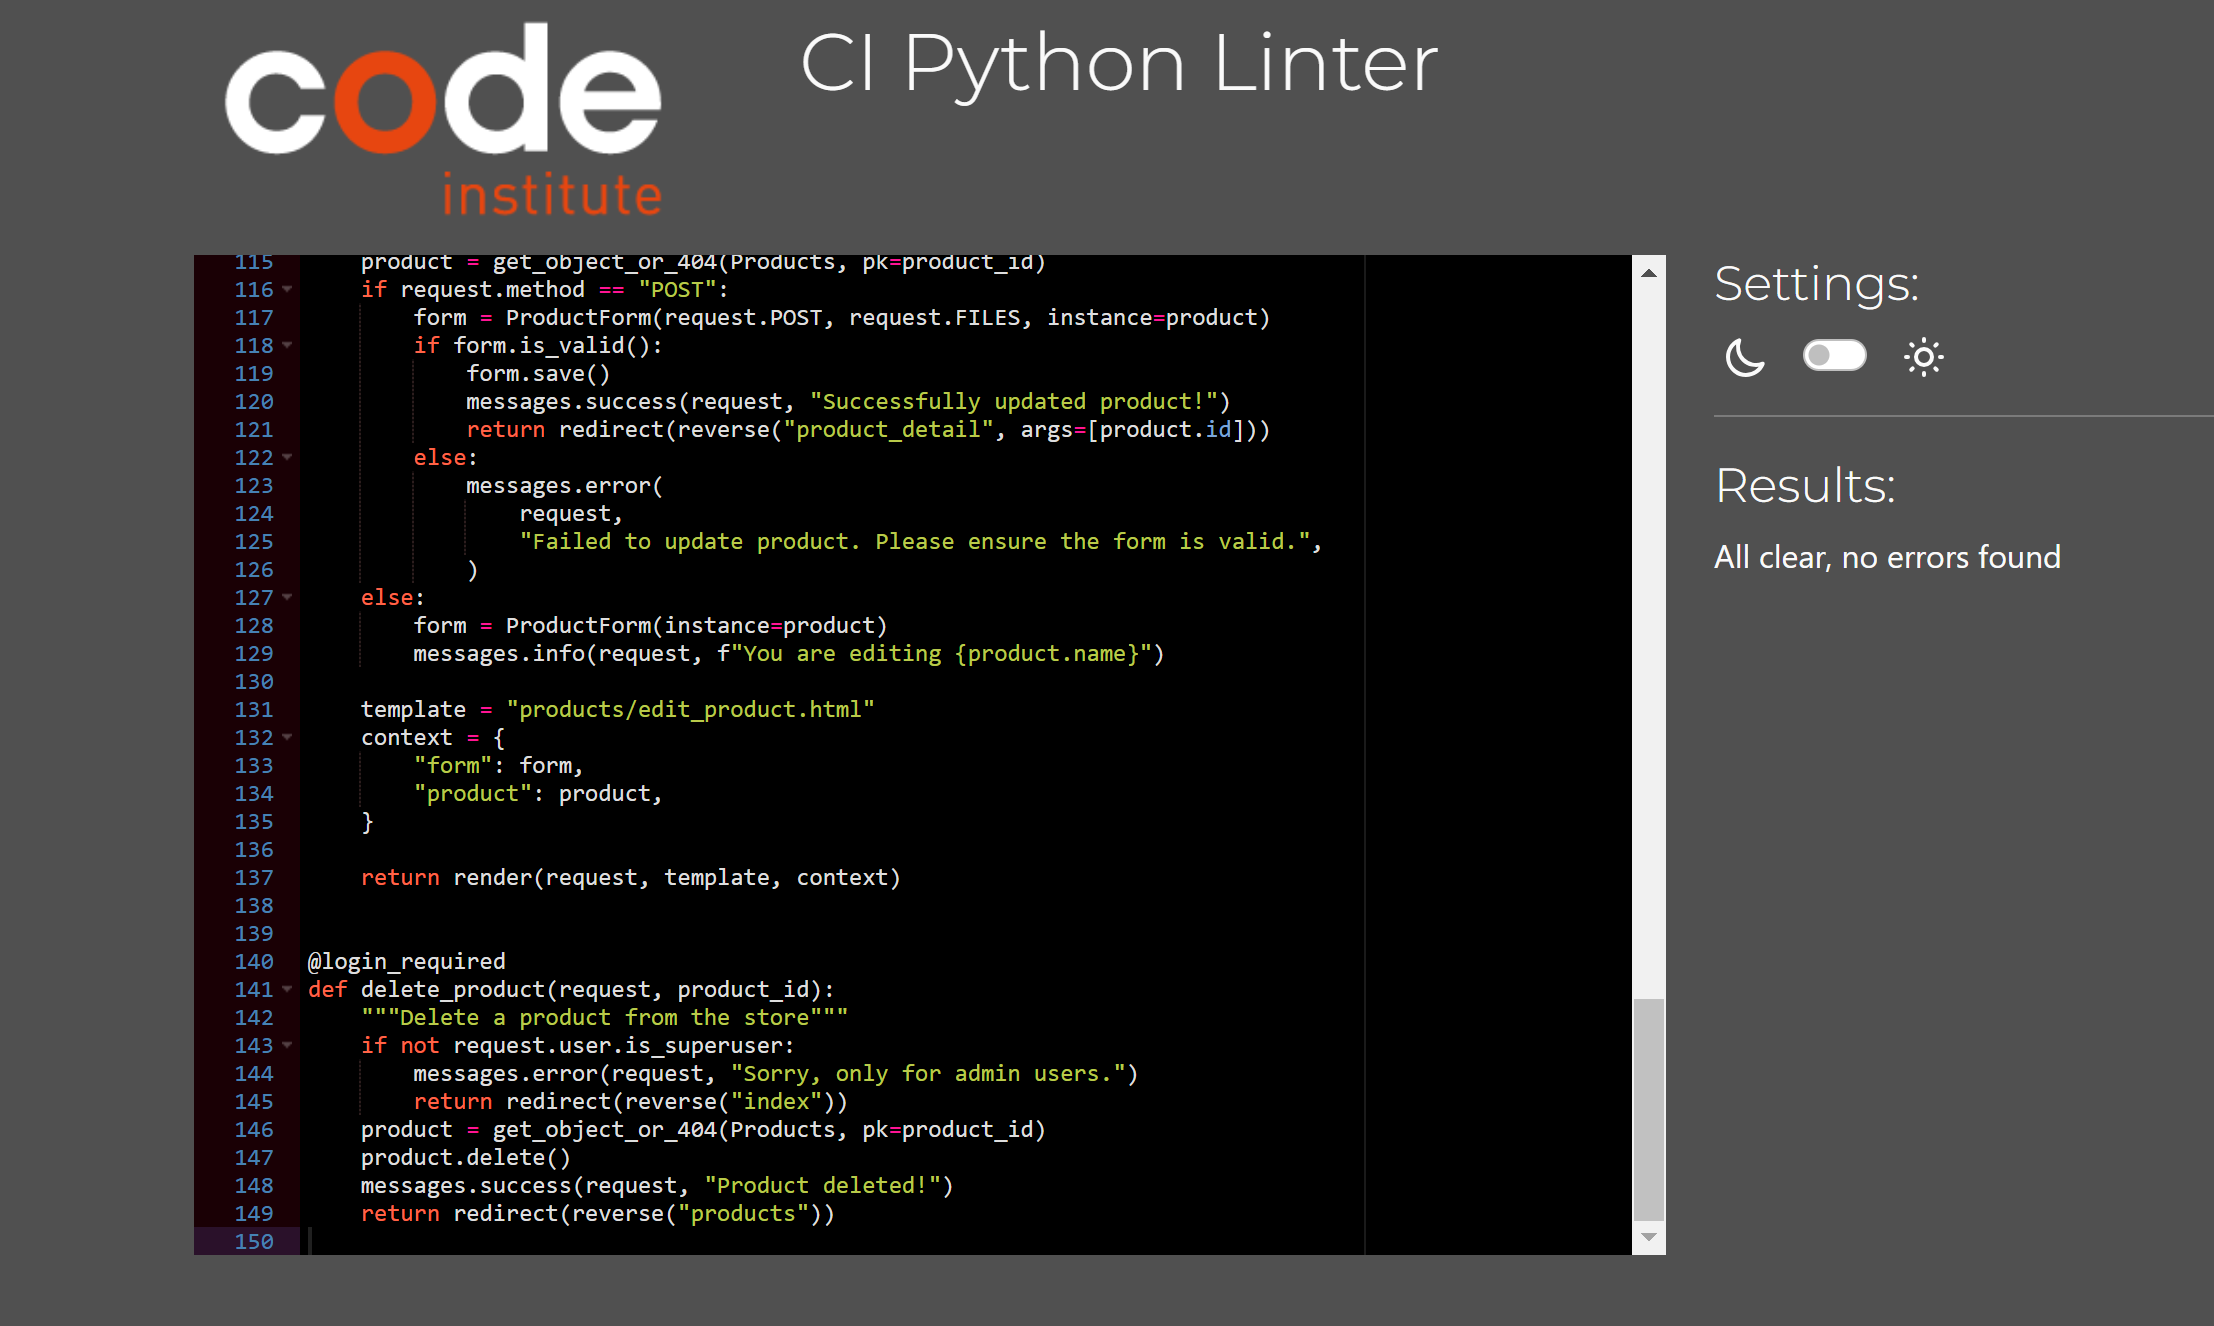 code
institute
CI Python Linter
115     product = get_object_or_404(Products, pk=product_id)
116     if request.method == "POST":
117         form = ProductForm(request.POST, request.FILES, instance=product)
118         if form.is_valid():
119             form.save()
120             messages.success(request, "Successfully updated product!")
121             return redirect(reverse("product_detail", args=[product.id]))
122         else:
123             messages.error(
124                 request,
125                 "Failed to update product. Please ensure the form is valid.",
126             )
127     else:
128         form = ProductForm(instance=product)
129         messages.info(request, f"You are editing {product.name}")
130
131     template = "products/edit_product.html"
132     context = {
133         "form": form,
134         "product": product,
135     }
136
137     return render(request, template, context)
138
139
140 @login_required
141 def delete_product(request, product_id):
142     """Delete a product from the store"""
143     if not request.user.is_superuser:
144         messages.error(request, "Sorry, only for admin users.")
145         return redirect(reverse("index"))
146     product = get_object_or_404(Products, pk=product_id)
147     product.delete()
148     messages.success(request, "Product deleted!")
149     return redirect(reverse("products"))
150
Settings:
Results:
All clear, no errors found